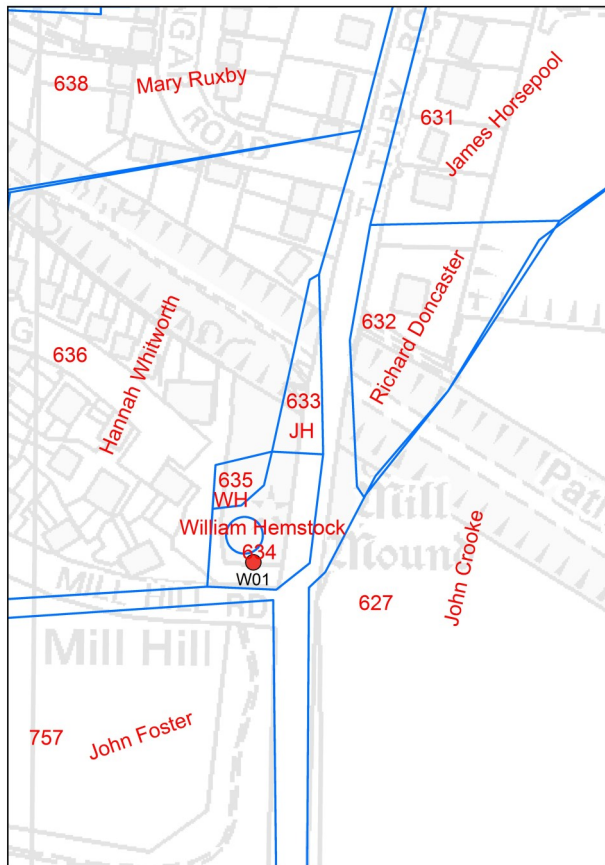 638
Mary Ruxby
ROAD
631
James Horsepool
632
Richard Doncaster
636
Hannah Whitworth
633
JH
635
WH
William Hemstock
634
W01
Mill
Mount
Path
MILL HILL RD
Mill Hill
627
John Crooke
757
John Foster